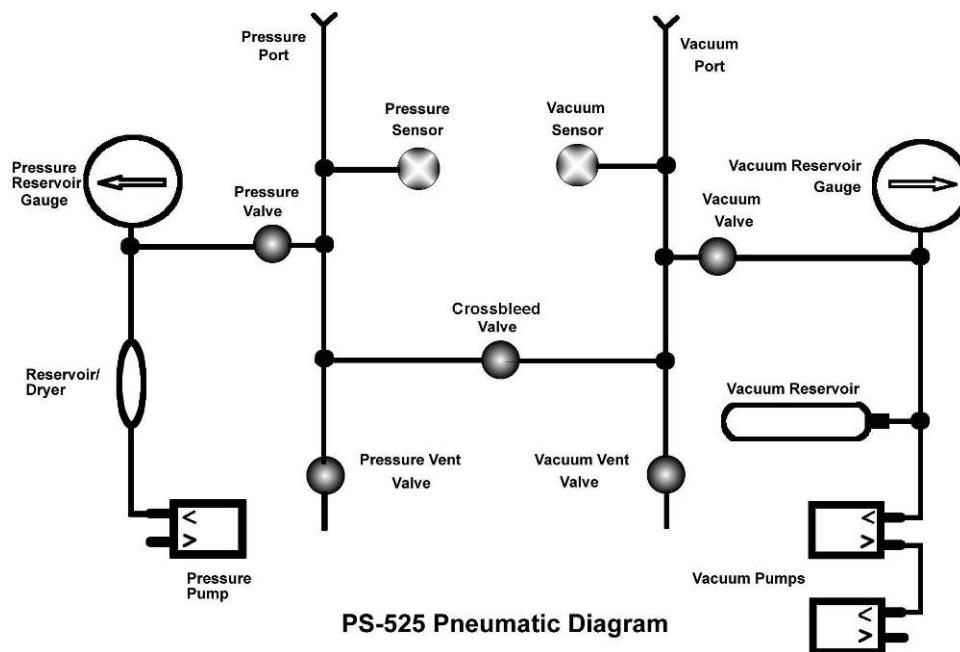 Pressure
Port
Vacuum
Port
Pressure
Sensor
Vacuum
Sensor
Pressure
Reservoir
Gauge
Pressure
Valve
Vacuum
Valve
Vacuum Reservoir
Gauge
Crossbleed
Valve
Reservoir/
Dryer
Vacuum Reservoir
Pressure Vent
Valve
Vacuum Vent
Valve
<
>
Pressure
Pump
<
>
Vacuum Pumps
<
>
PS-525 Pneumatic Diagram